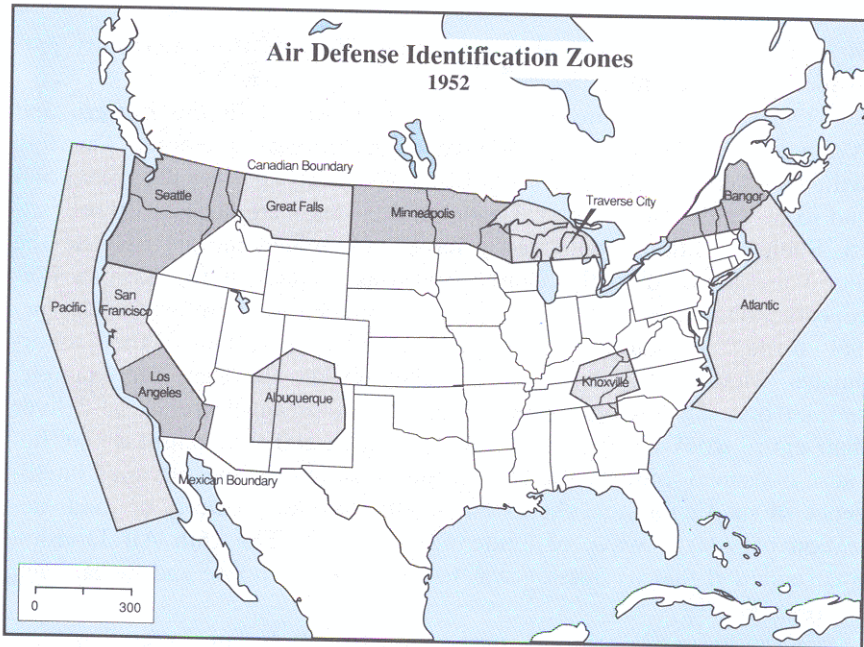 Air Defense Identification Zones
1952
Canadian Boundary
Seattle
Great Falls
Minneapolis
Traverse City
Bangor
Pacific
San
Francisco
Atlantic
Los
Angeles
Albuquerque
Knoxville
Mexican Boundary
0
300